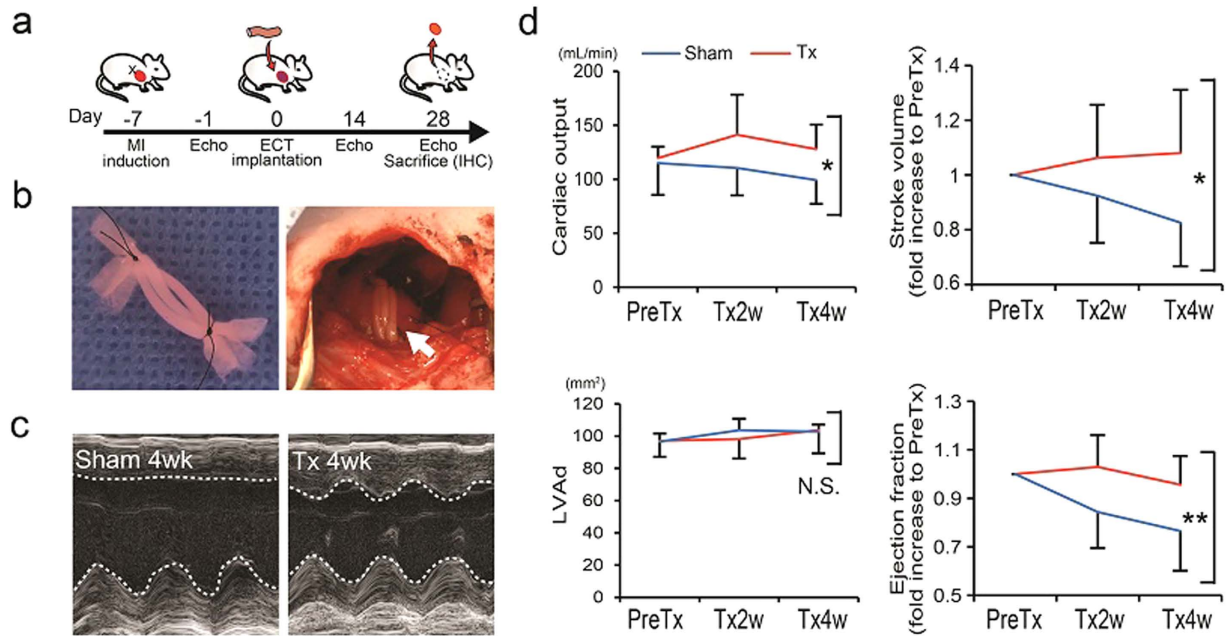 a
x
Day
-7
-1
0
14
28
MI
induction
Echo
ECT
implantation
Echo
Echo
Sacrifice (IHC)
b
c
Sham 4wk
Tx 4wk
d
(mL/min)
Sham
Tx
Cardiac output
200
150
100
50
0
*
PreTx
Tx2w
Tx4w
Stroke volume
(fold increase to PreTx)
1.4
1.2
1
0.8
0.6
*
PreTx
Tx2w
Tx4w
(mm²)
LVAd
120
100
80
60
40
20
0
N.S.
PreTx
Tx2w
Tx4w
Ejection fraction
(fold increase to PreTx)
1.3
1.1
0.9
0.7
0.5
**
PreTx
Tx2w
Tx4w